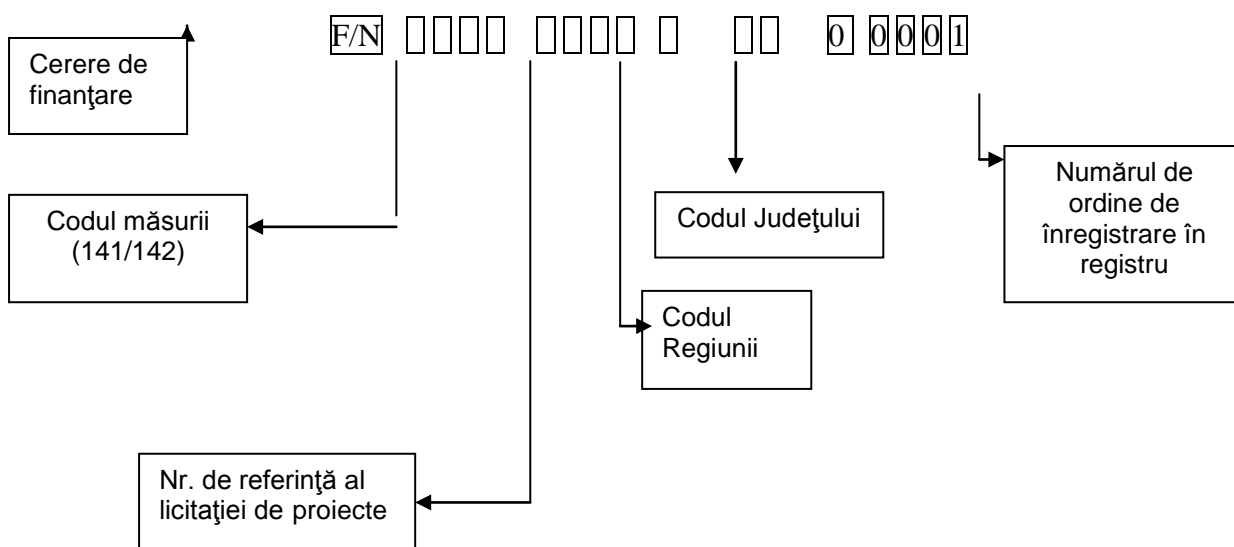 F/N 0 0001
Cerere de
finanţare
Codul măsurii
(141/142)
Codul Judeţului
Numărul de
ordine de
înregistrare în
registru
Codul
Regiunii
Nr. de referinţă al
licitaţiei de proiecte